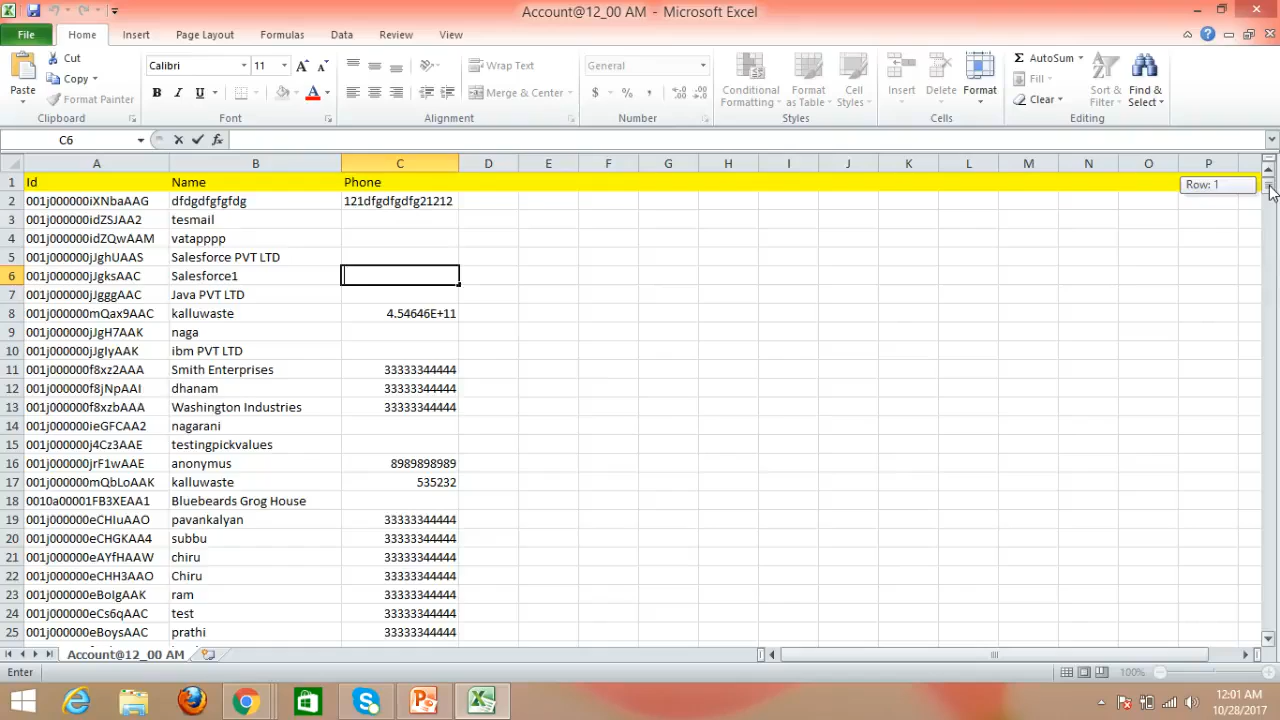 Account@12_00 AM - Microsoft Excel
File Home Insert Page Layout Formulas Data Review View
Paste Cut Copy Format Painter Clipboard
Calibri 11 B I U A Font
Wrap Text Merge & Center Alignment
General $ % , Number
Conditional Formatting Format as Table Cell Styles Styles
Insert Delete Format Cells
Σ AutoSum Fill Clear Sort & Filter Find & Select Editing
C6 fx
A B C D E F G H I J K L M N O P
1 Id Name Phone Row: 1
2 001j000000iXNbaAAG dfdgdfgfgfdg 121dfgdfgdfg21212
3 001j000000idZSJAA2 tesmail
4 001j000000idZQwAAM vatapppp
5 001j000000jJghUAAS Salesforce PVT LTD
6 001j000000jJgksAAC Salesforce1
7 001j000000jJgggAAC Java PVT LTD
8 001j000000mQax9AAC kalluwaste 4.54646E+11
9 001j000000jJgH7AAK naga
10 001j000000jJgIyAAK ibm PVT LTD
11 001j000000f8xz2AAA Smith Enterprises 33333344444
12 001j000000f8jNpAAI dhanam 33333344444
13 001j000000f8xzbAAA Washington Industries 33333344444
14 001j000000ieGFCAA2 nagarani
15 001j000000j4Cz3AAE testingpickvalues
16 001j000000jrF1wAAE anonymus 8989898989
17 001j000000mQbLoAAK kalluwaste 535232
18 0010a00001FB3XEAA1 Bluebeards Grog House
19 001j000000eCHIuAAO pavankalyan 33333344444
20 001j000000eCHGKAA4 subbu 33333344444
21 001j000000eAYfHAAW chiru 33333344444
22 001j000000eCHH3AAO Chiru 33333344444
23 001j000000eBoIgAAK ram 33333344444
24 001j000000eCs6qAAC test 33333344444
25 001j000000eBoysAAC prathi 33333344444
Account@12_00 AM
Enter 100%
12:01 AM
10/28/2017